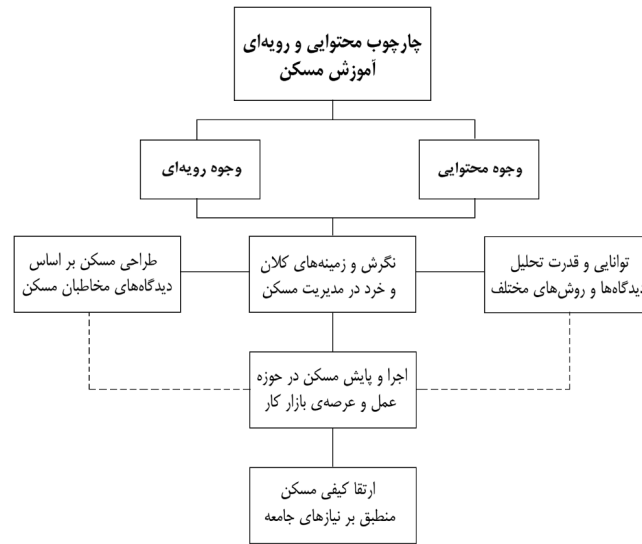 چارچوب محتوایی و رویه‌ای
آموزش مسکن
وجوه محتوایی
وجوه رویه‌ای
توانایی و قدرت تحلیل
دیدگاه‌ها و روش‌های مختلف
نگرش و زمینه‌های کلان
و خرد در مدیریت مسکن
طراحی مسکن بر اساس
دیدگاه‌های مخاطبان مسکن
اجرا و پایش مسکن در حوزه
عمل و عرصه‌ی بازار کار
ارتقا کیفی مسکن
منطبق بر نیازهای جامعه